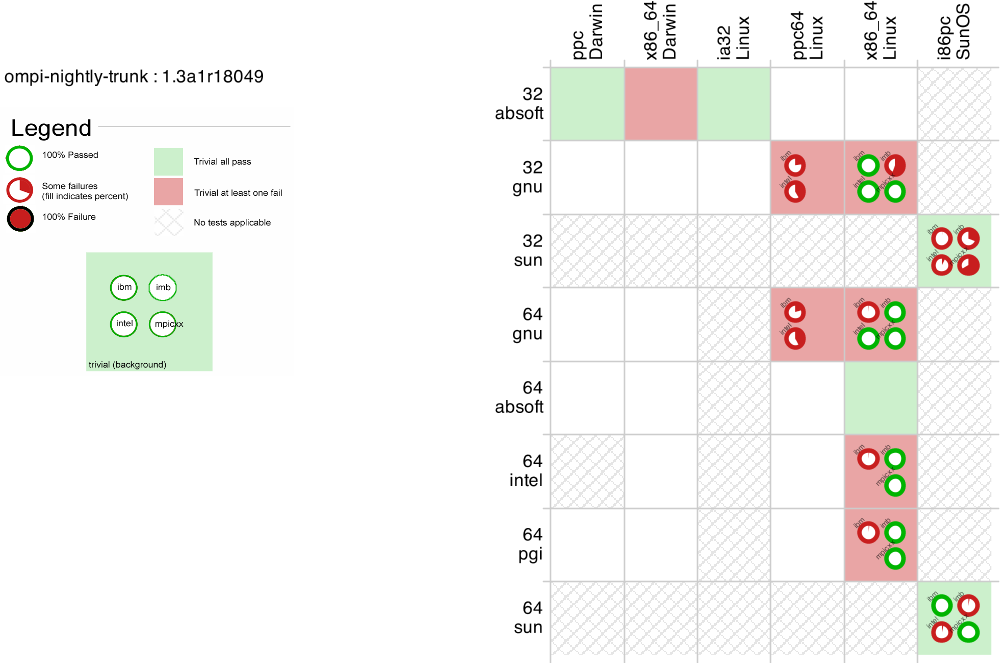 ppc
Darwin
x86_64
Darwin
ia32
Linux
ppc64
Linux
x86_64
Linux
i86pc
SunOS
ompi-nightly-trunk : 1.3a1r18049
Legend
100% Passed
Some failures
(fill indicates percent)
100% Failure
Trivial all pass
Trivial at least one fail
No tests applicable
ibm
imb
intel
mpicxx
trivial (background)
32
absoft
32
gnu
ibm
intel
ibm
imb
intel
mpicxx
32
sun
ibm
imb
intel
mpicxx
64
gnu
ibm
intel
ibm
imb
intel
mpicxx
64
absoft
64
intel
ibm
imb
mpicxx
64
pgi
ibm
imb
mpicxx
64
sun
ibm
imb
intel
mpicxx